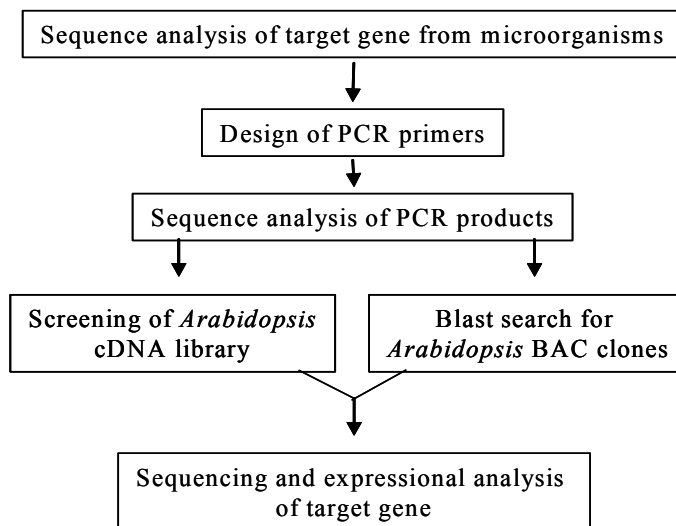 Sequence analysis of target gene from microorganisms
Design of PCR primers
Sequence analysis of PCR products
Screening of Arabidopsis
cDNA library
Blast search for
Arabidopsis BAC clones
Sequencing and expressional analysis
of target gene